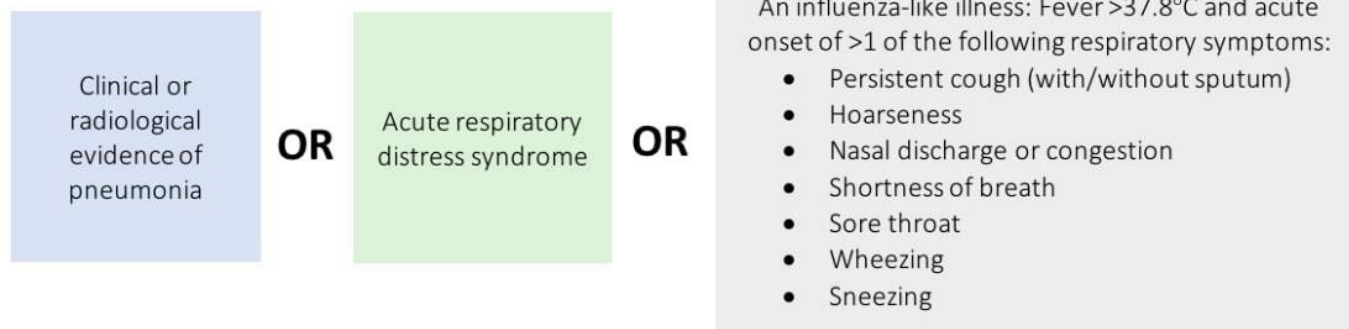 Clinical or
radiological
evidence of
pneumonia
OR
Acute respiratory
distress syndrome
OR
An influenza-like illness: Fever >37.8°C and acute
onset of >1 of the following respiratory symptoms:
• Persistent cough (with/without sputum)
• Hoarseness
• Nasal discharge or congestion
• Shortness of breath
• Sore throat
• Wheezing
• Sneezing